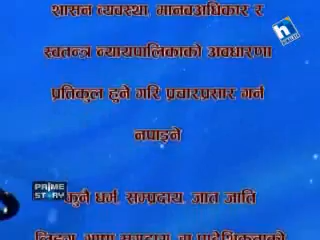 शासन व्यवस्था, मानवअधिकार र
स्वतन्त्र न्यायपालिकाको अवधारणा
प्रतिकुल हुने गरि प्रचारप्रसार गर्न
नपाइने
कुनै धर्म, सम्प्रदाय, जात जाति
PRIME
STORY
h